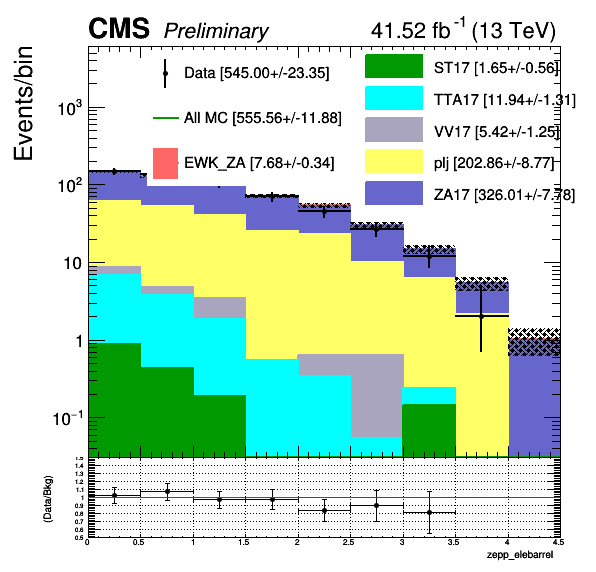 CMS Preliminary 41.52 fb⁻¹ (13 TeV)
Events/bin
Data [545.00+/-23.35]
All MC [555.56+/-11.88]
EWK_ZA [7.68+/-0.34]
ST17 [1.65+/-0.56]
TTA17 [11.94+/-1.31]
VV17 [5.42+/-1.25]
plj [202.86+/-8.77]
ZA17 [326.01+/-7.78]
10³
10²
10
1
10⁻¹
(Data/Bkg)
1.5
1.4
1.3
1.2
1.1
1
0.9
0.8
0.7
0.6
0.5
0 0.5 1 1.5 2 2.5 3 3.5 4 4.5
zepp_elebarrel